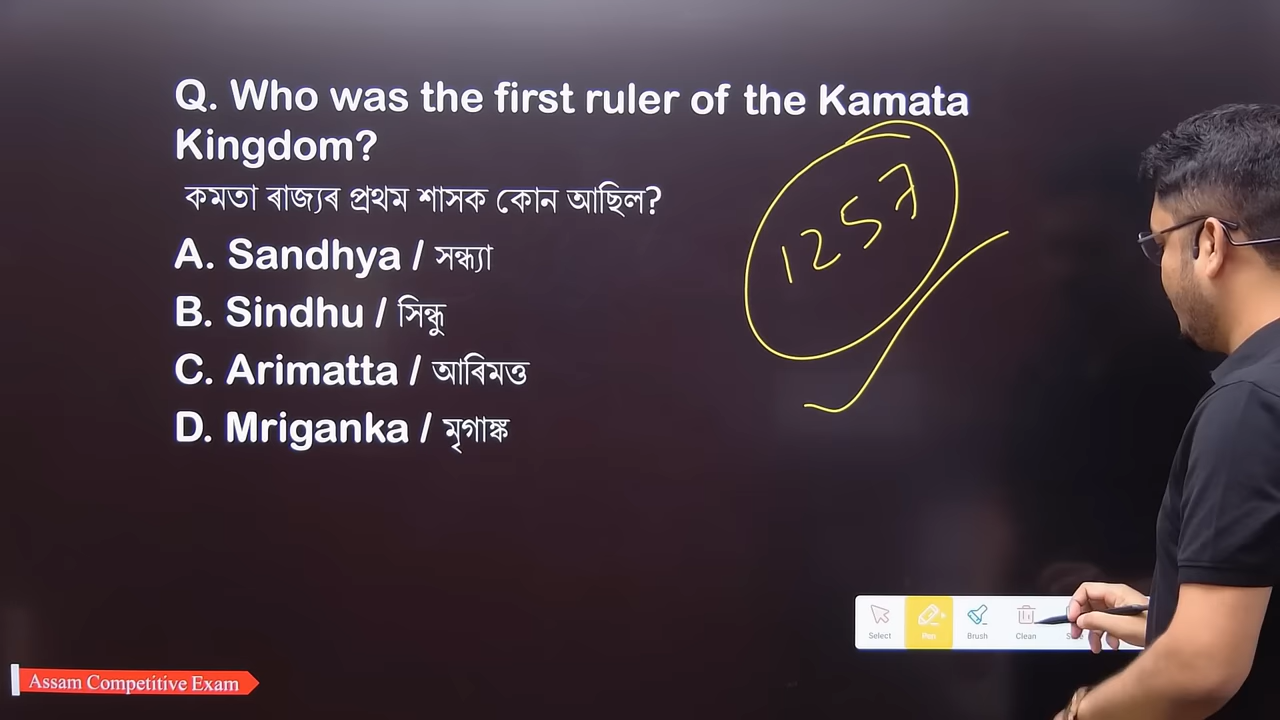 Q. Who was the first ruler of the Kamata
Kingdom?
কমতা ৰাজ্যৰ প্ৰথম শাসক কোন আছিল?
A. Sandhya / সন্ধ্যা
B. Sindhu / সিন্ধু
C. Arimatta / আৰিমত্ত
D. Mriganka / মৃগাঙ্ক
1257
Select
Pen
Brush
Clean
Assam Competitive Exam